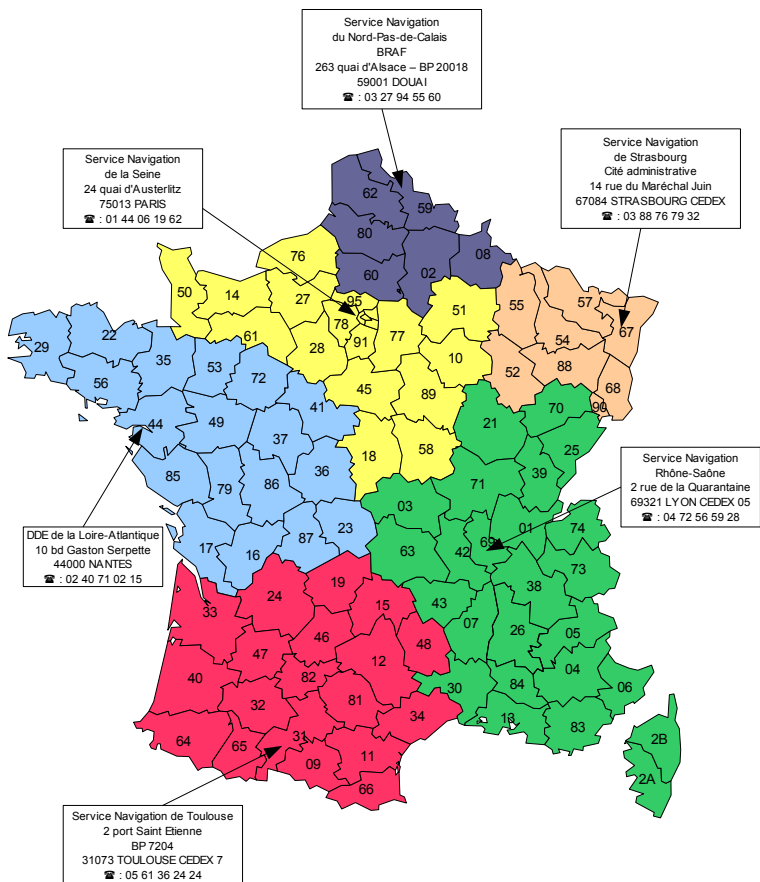 Service Navigation
du Nord-Pas-de-Calais
BRAF
263 quai d'Alsace – BP 20018
59001 DOUAI
☎ : 03 27 94 55 60
Service Navigation
de Strasbourg
Cité administrative
14 rue du Maréchal Juin
67084 STRASBOURG CEDEX
☎ : 03 88 76 79 32
Service Navigation
de la Seine
24 quai d'Austerlitz
75013 PARIS
☎ : 01 44 06 19 62
62
59
80
76
08
60
02
50
14
27
95
51
55
57
67
78
77
61
91
54
29
22
35
53
28
10
88
56
72
52
68
45
89
41
70
90
44
49
21
37
18
58
25
85
79
86
36
71
39
Service Navigation
Rhône-Saône
2 rue de la Quarantaine
69321 LYON CEDEX 05
☎ : 04 72 56 59 28
DDE de la Loire-Atlantique
10 bd Gaston Serpette
44000 NANTES
☎ : 02 40 71 02 15
03
23
01
74
17
16
87
63
42
69
73
19
38
24
15
43
33
07
46
48
26
05
47
12
40
82
04
32
81
30
84
06
34
13
64
65
31
83
09
11
2B
66
2A
Service Navigation de Toulouse
2 port Saint Etienne
BP 7204
31073 TOULOUSE CEDEX 7
☎ : 05 61 36 24 24